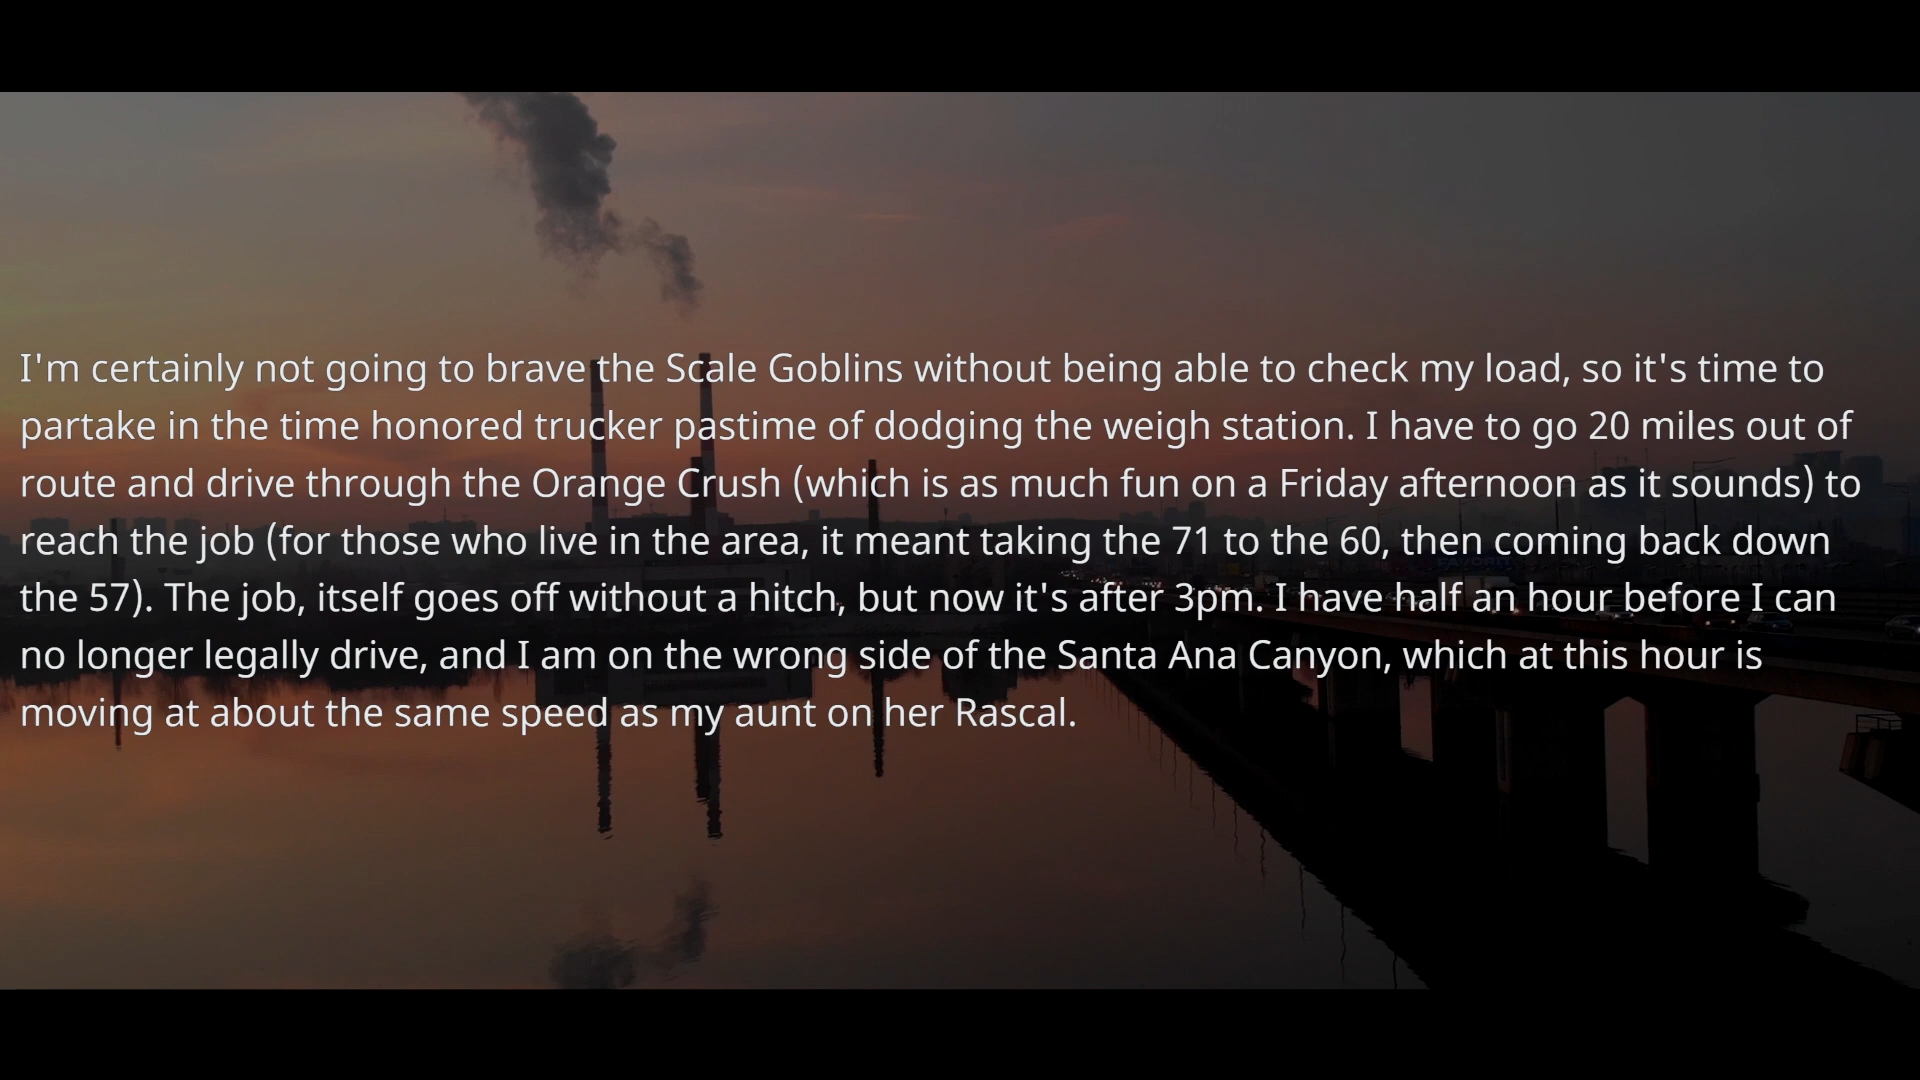 I'm certainly not going to brave the Scale Goblins without being able to check my load, so it's time to
partake in the time honored trucker pastime of dodging the weigh station. I have to go 20 miles out of
route and drive through the Orange Crush (which is as much fun on a Friday afternoon as it sounds) to
reach the job (for those who live in the area, it meant taking the 71 to the 60, then coming back down
the 57). The job, itself goes off without a hitch, but now it's after 3pm. I have half an hour before I can
no longer legally drive, and I am on the wrong side of the Santa Ana Canyon, which at this hour is
moving at about the same speed as my aunt on her Rascal.